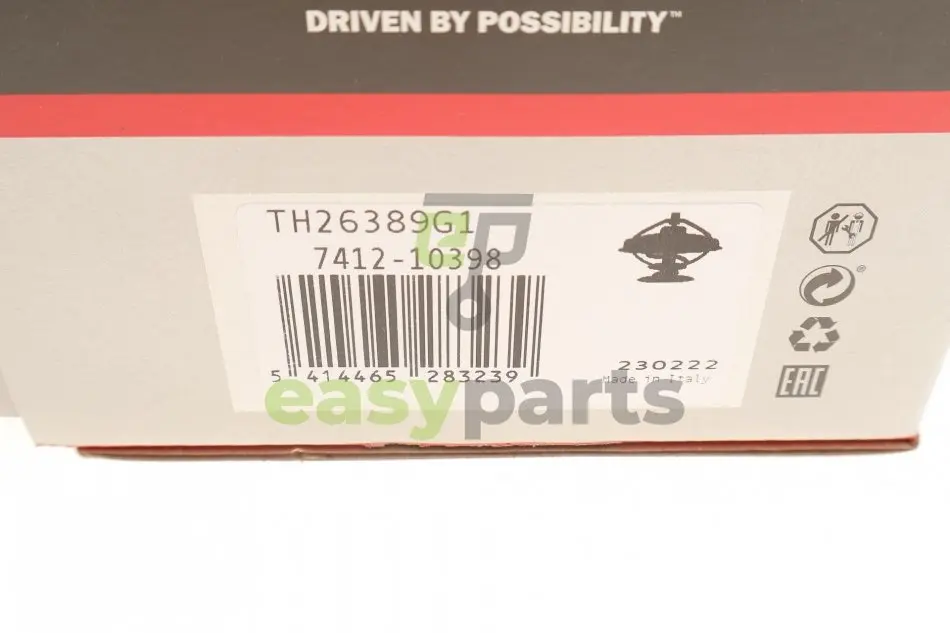 DRIVEN BY POSSIBILITY™
TH26389G1
7412-10398
5 414465 283239
230222
Made in Italy
EAC
easyparts